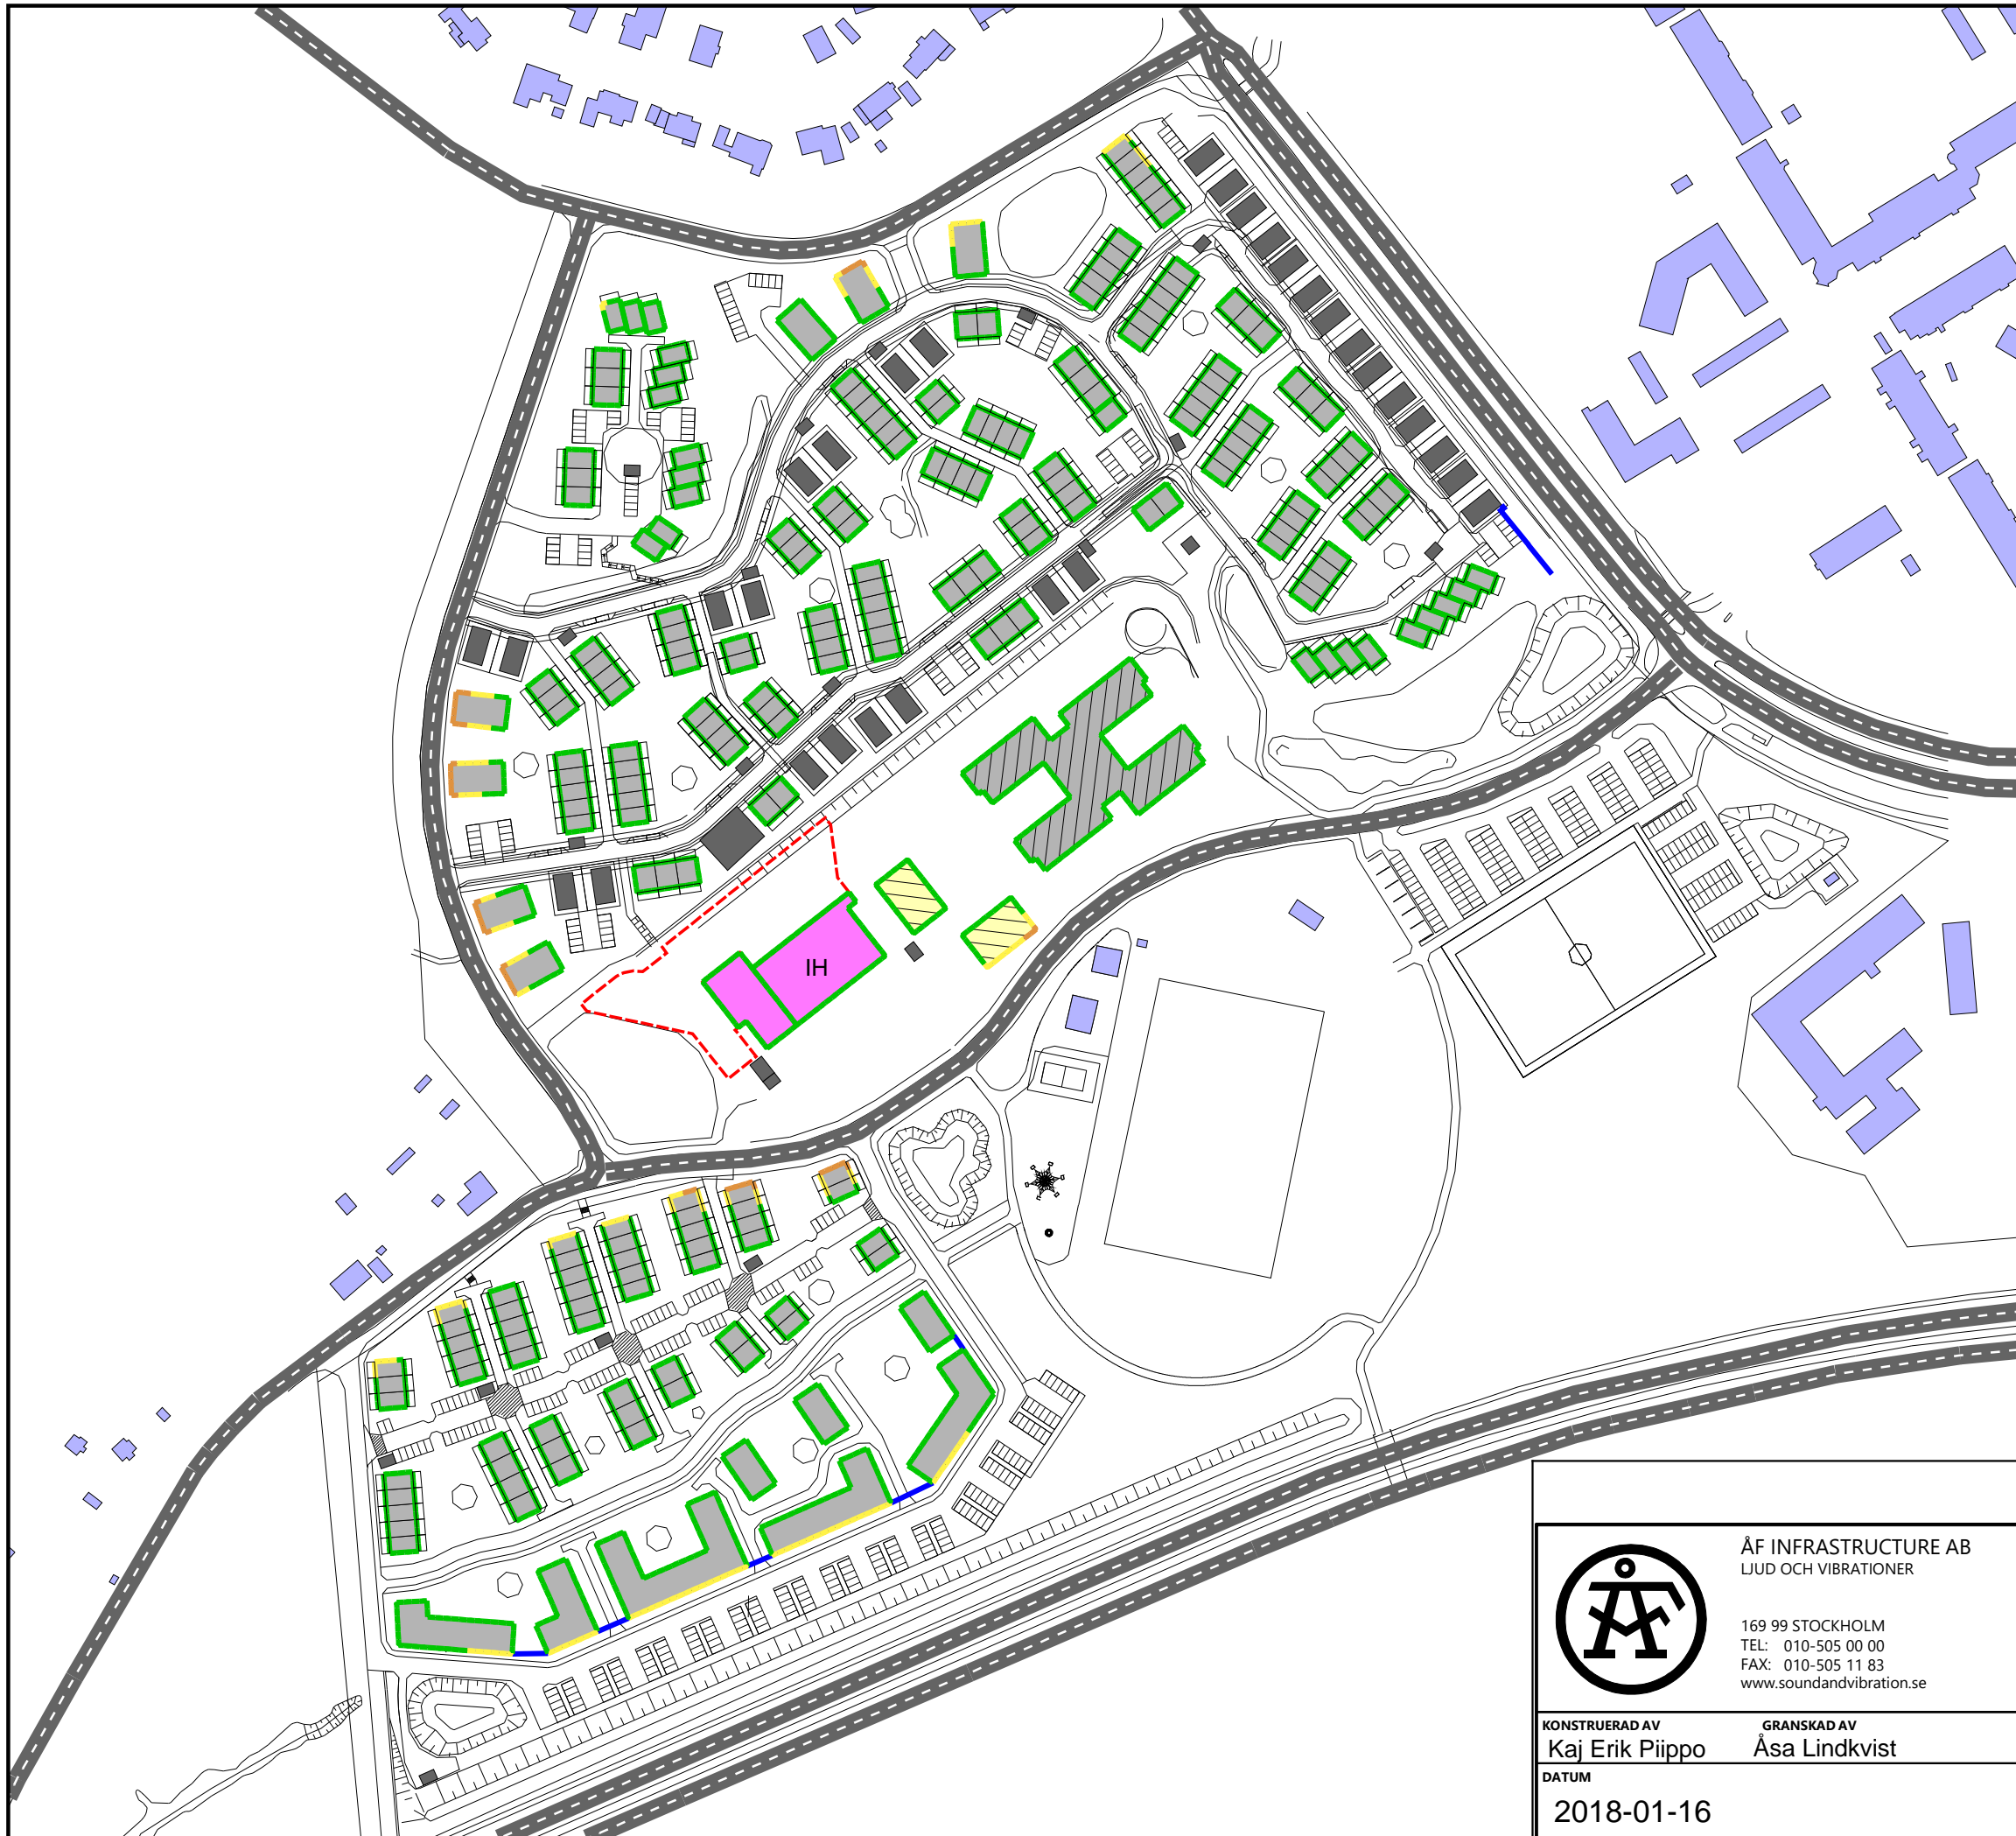 IH
ÅF
ÅF INFRASTRUCTURE AB
LJUD OCH VIBRATIONER
169 99 STOCKHOLM
TEL: 010-505 00 00
FAX: 010-505 11 83
www.soundandvibration.se
KONSTRUERAD AV GRANSKAD AV
Kaj Erik Piippo Åsa Lindkvist
DATUM
2018-01-16